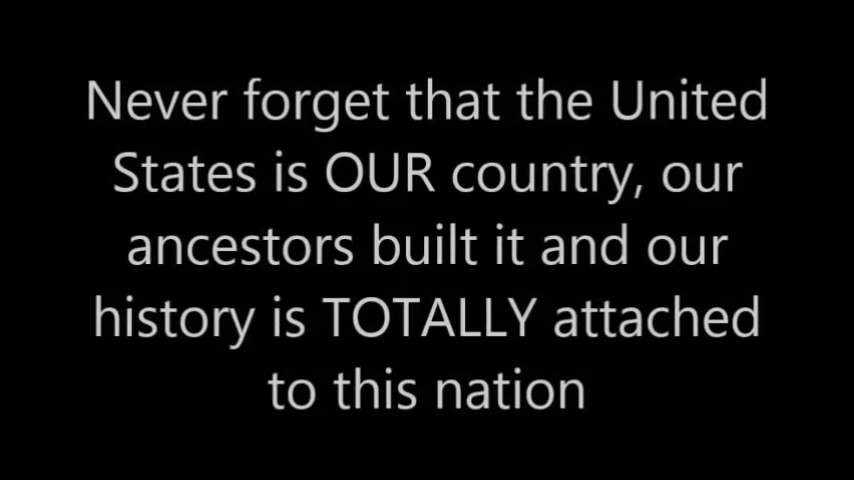 Never forget that the United
States is OUR country, our
ancestors built it and our
history is TOTALLY attached
to this nation